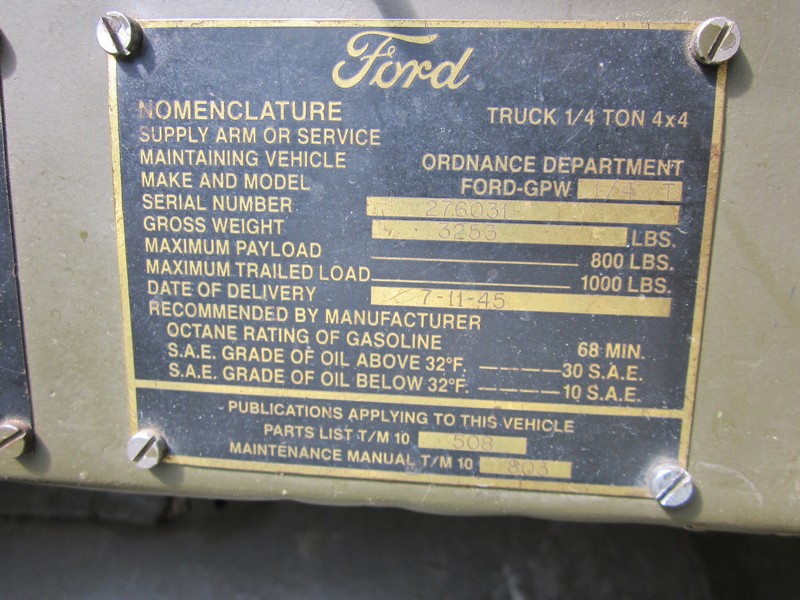 Ford
NOMENCLATURE TRUCK 1/4 TON 4x4
SUPPLY ARM OR SERVICE
MAINTAINING VEHICLE ORDNANCE DEPARTMENT
MAKE AND MODEL FORD-GPW 1/4 T
SERIAL NUMBER 276031
GROSS WEIGHT 3253 LBS.
MAXIMUM PAYLOAD 800 LBS.
MAXIMUM TRAILED LOAD 1000 LBS.
DATE OF DELIVERY 7-11-45
RECOMMENDED BY MANUFACTURER
OCTANE RATING OF GASOLINE 68 MIN.
S.A.E. GRADE OF OIL ABOVE 32°F. 30 S.A.E.
S.A.E. GRADE OF OIL BELOW 32°F. 10 S.A.E.
PUBLICATIONS APPLYING TO THIS VEHICLE
PARTS LIST T/M 10 508
MAINTENANCE MANUAL T/M 10 803